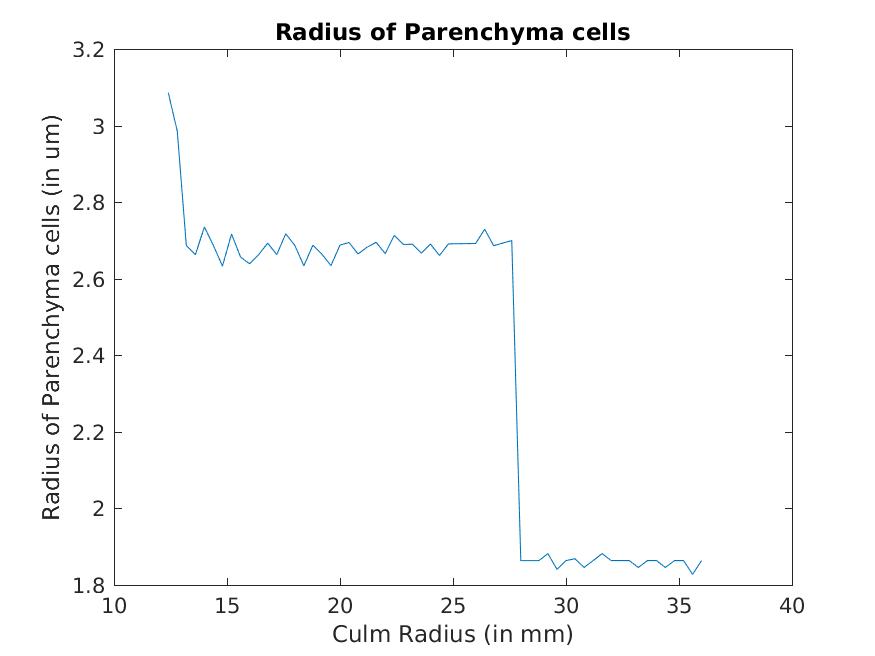 Radius of Parenchyma cells
3.2
3
2.8
2.6
2.4
2.2
2
1.8
Radius of Parenchyma cells (in um)
10 15 20 25 30 35 40
Culm Radius (in mm)